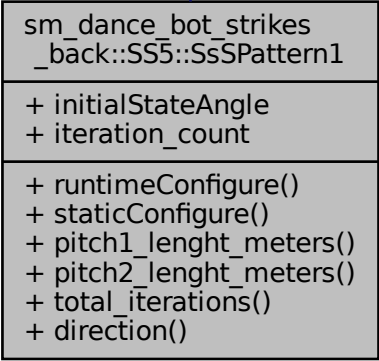 sm_dance_bot_strikes
_back::SS5::SsSPattern1
+ initialStateAngle
+ iteration_count
+ runtimeConfigure()
+ staticConfigure()
+ pitch1_lenght_meters()
+ pitch2_lenght_meters()
+ total_iterations()
+ direction()